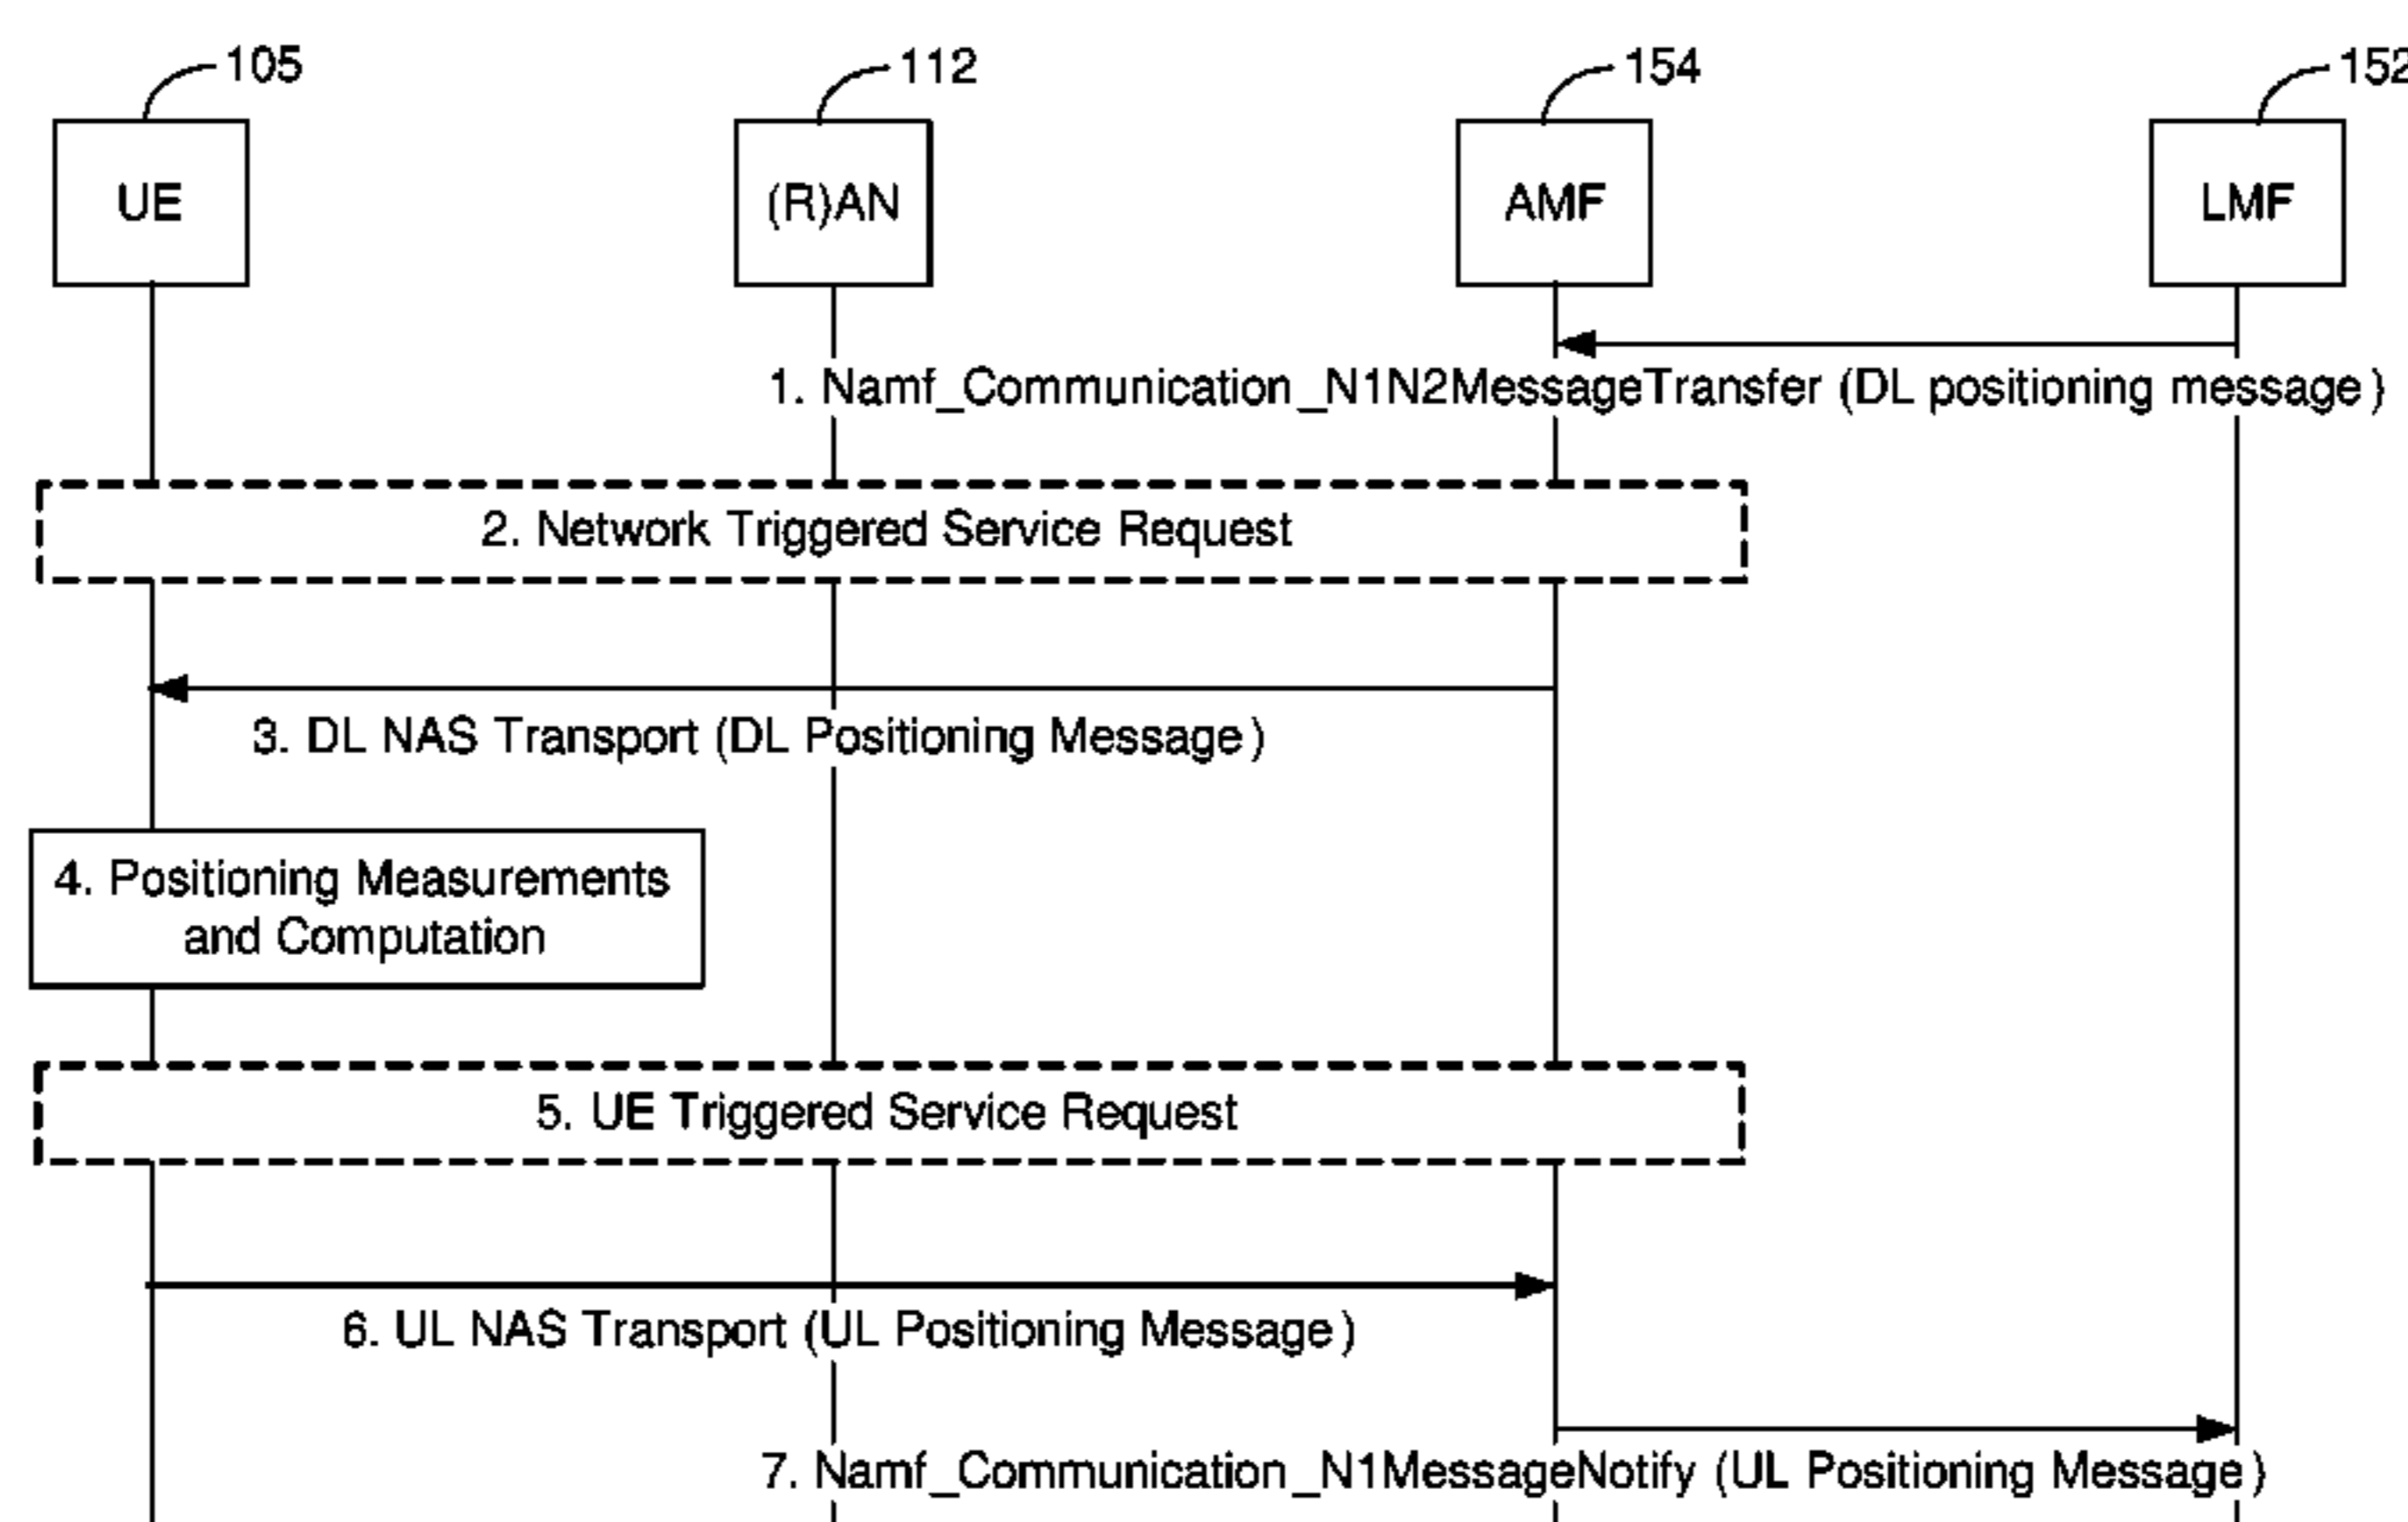 105
112
154
152
UE
(R)AN
AMF
LMF
1. Namf_Communication_N1N2MessageTransfer (DL positioning message)
2. Network Triggered Service Request
3. DL NAS Transport (DL Positioning Message)
4. Positioning Measurements
and Computation
5. UE Triggered Service Request
6. UL NAS Transport (UL Positioning Message)
7. Namf_Communication_N1MessageNotify (UL Positioning Message)